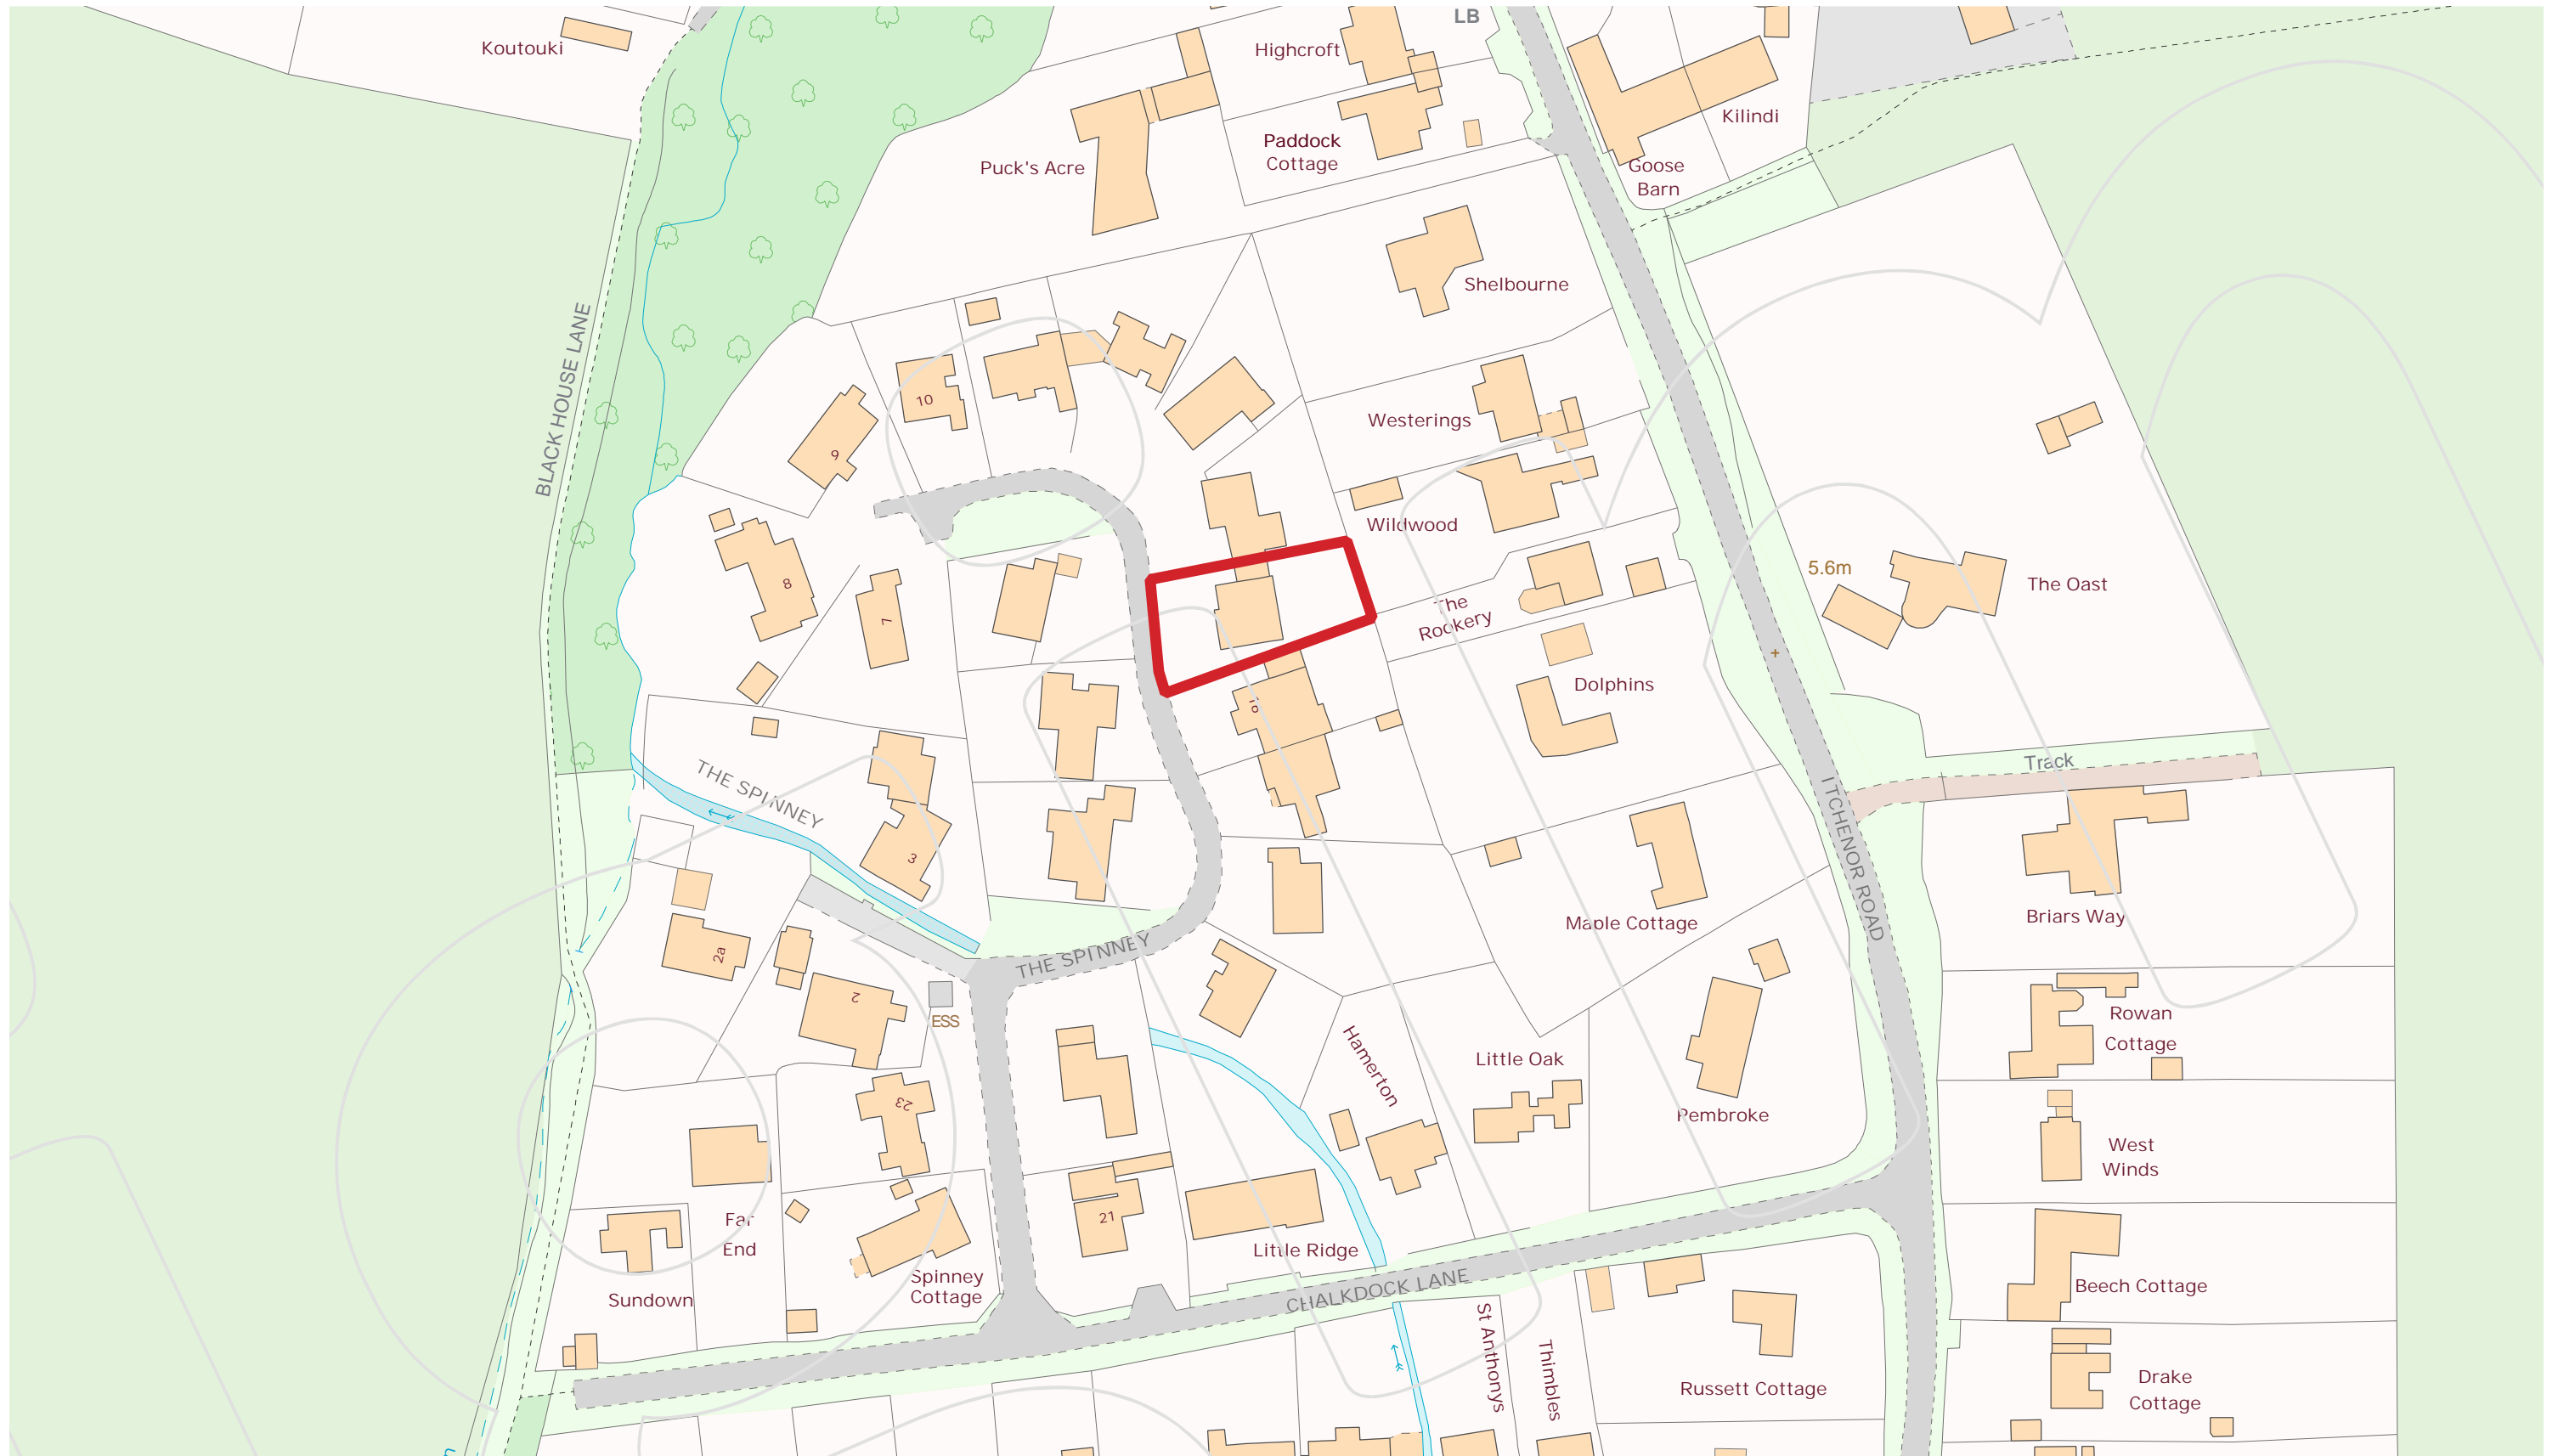 LB
Koutouki
Highcroft
Kilindi
Paddock
Cottage
Puck's Acre
Goose
Barn
Shelbourne
BLACK HOUSE LANE
10
Westerings
9
Wildwood
8
7
5.6m
The Oast
The
Rookery
Dolphins
18
THE SPINNEY
Track
ITCHENOR ROAD
3
Maple Cottage
Briars Way
2a
THE SPINNEY
2
ESS
Rowan
Cottage
Hamerton
Little Oak
23
Pembroke
West
Winds
Far
End
21
Little Ridge
Spinney
Cottage
Sundown
CHALKDOCK LANE
Beech Cottage
St Anthonys
Thimbles
Russett Cottage
Drake
Cottage